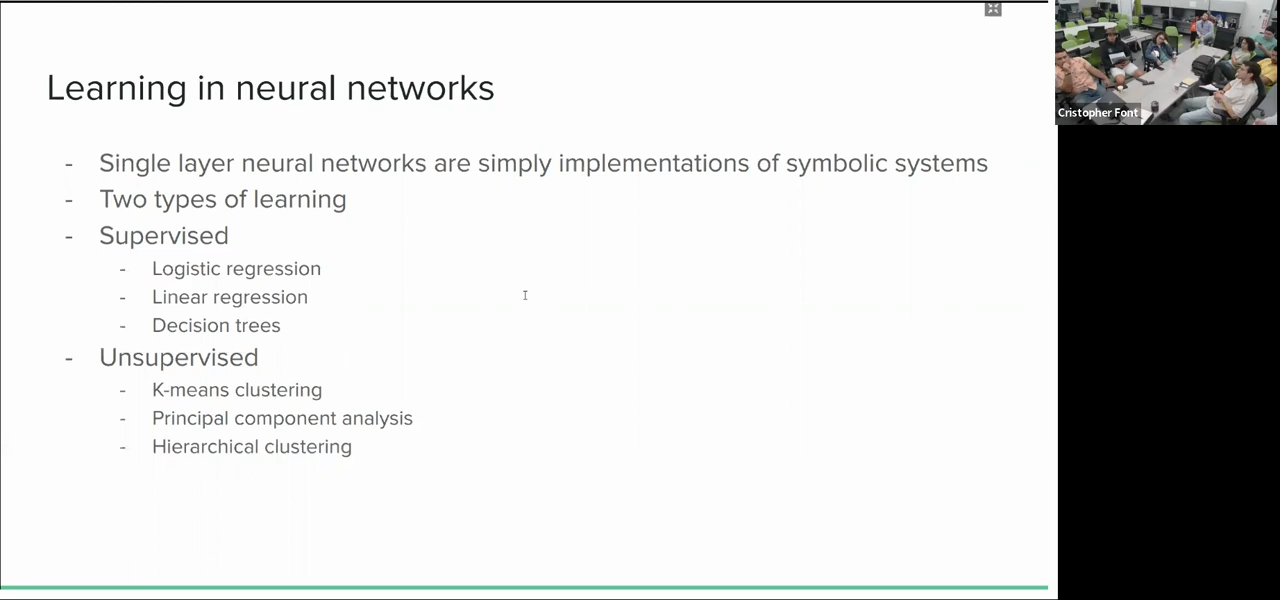 Learning in neural networks
- Single layer neural networks are simply implementations of symbolic systems
- Two types of learning
- Supervised
- Logistic regression
- Linear regression
- Decision trees
- Unsupervised
- K-means clustering
- Principal component analysis
- Hierarchical clustering
Cristopher Font